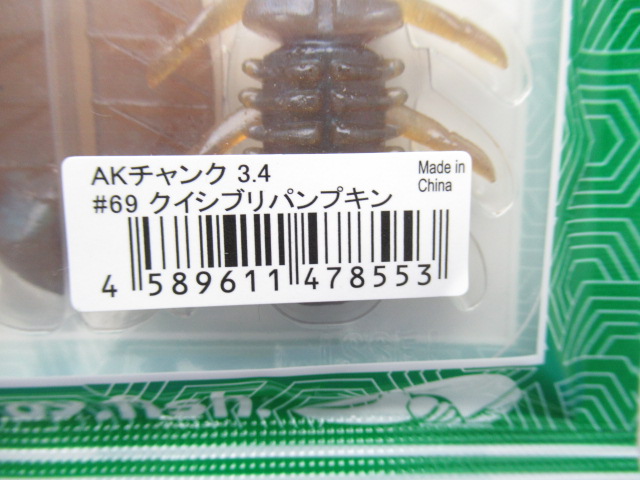 AKチャンク 3.4
Made in
China
#69 クイシブリパンプキン
4 589611 478553